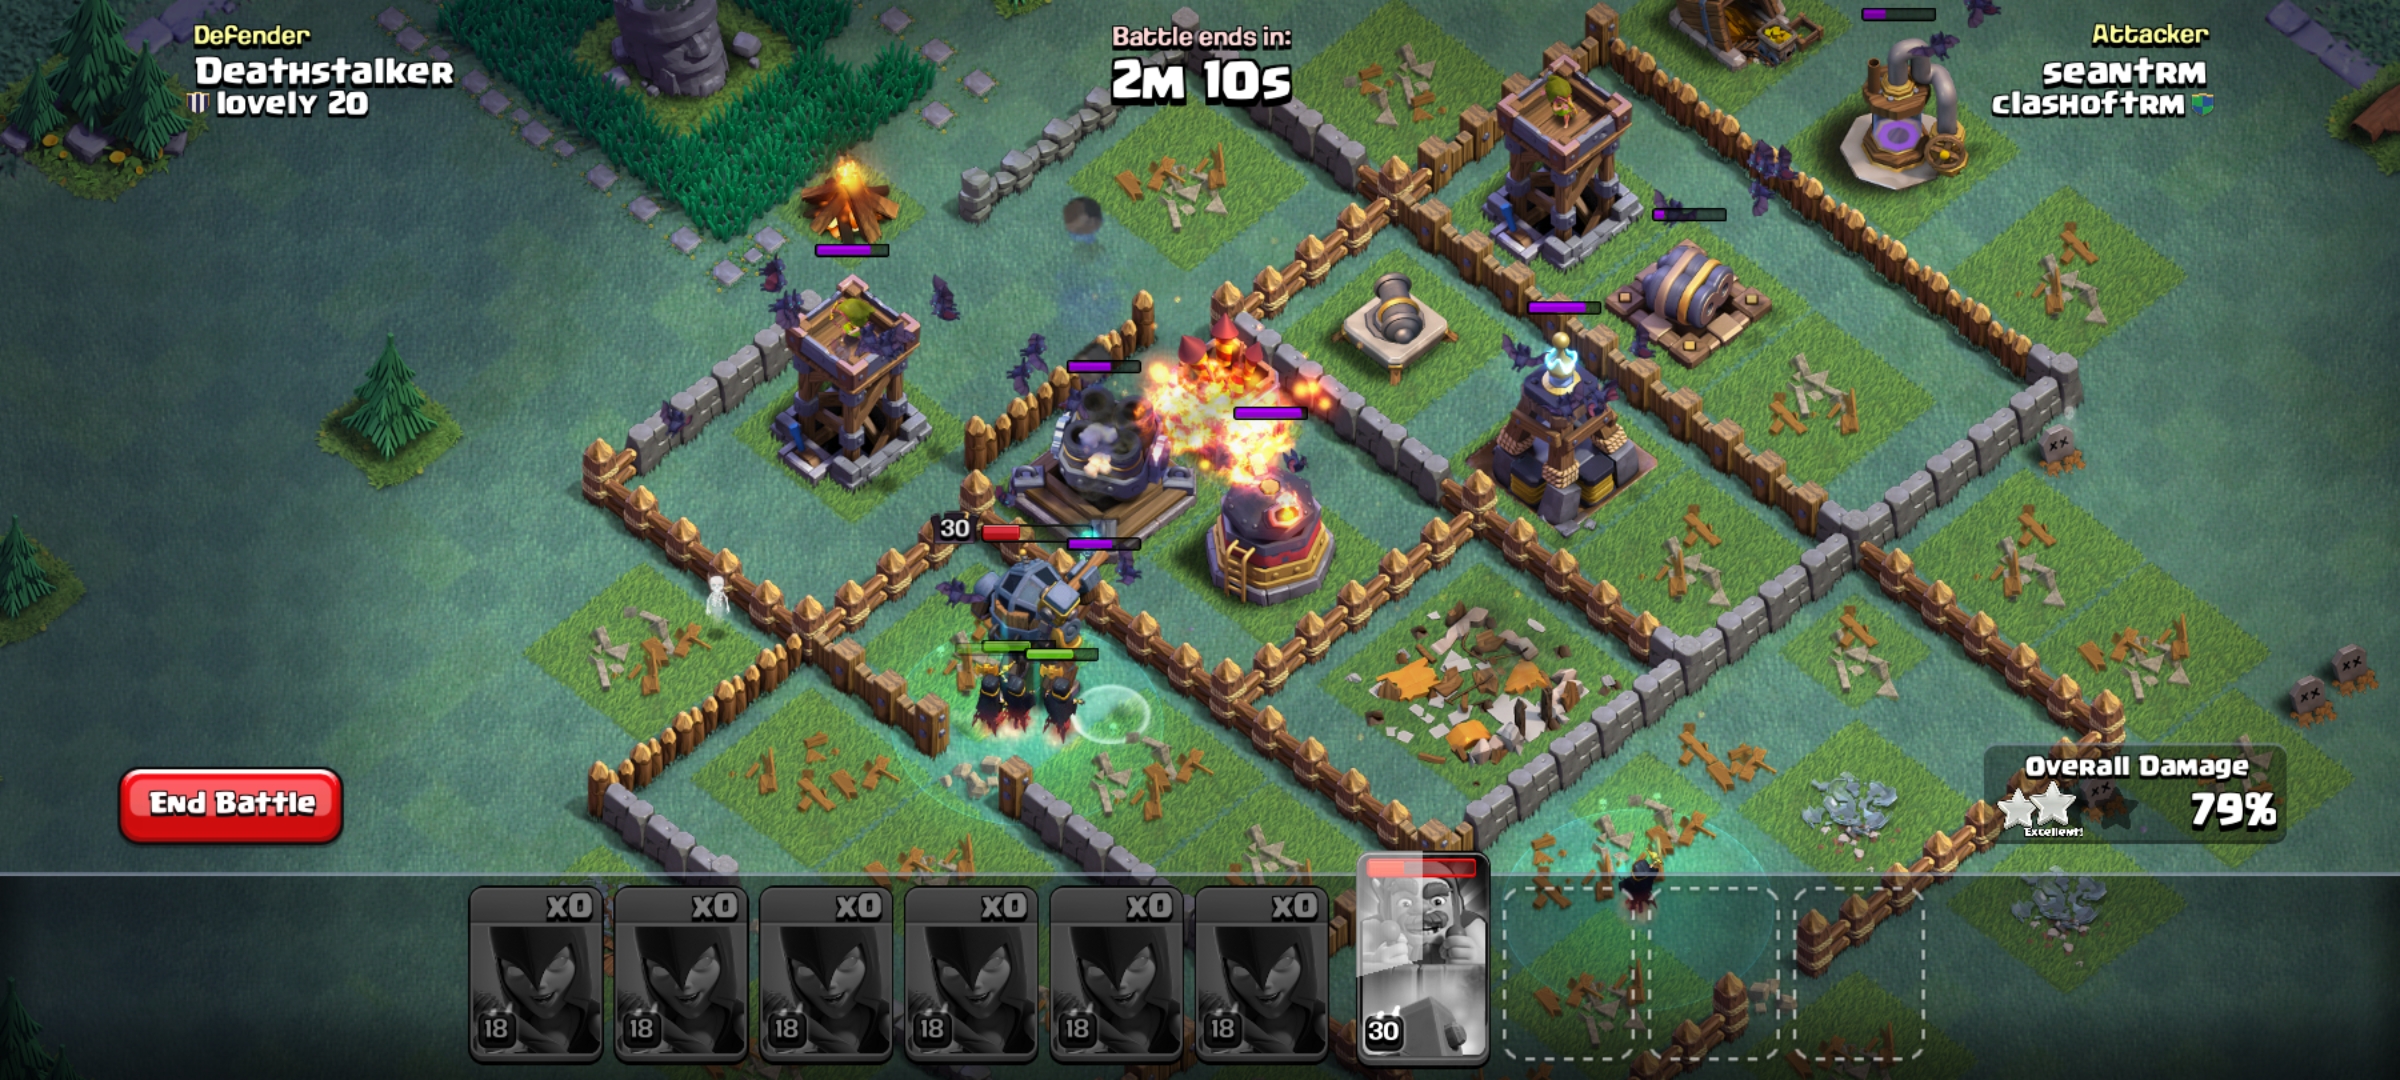 Defender
Deathstalker
lovely 20
Battle ends in:
2M 10s
Attacker
seantRM
clashoftRM
30
End Battle
Overall Damage
79%
Excellent!
x0
x0
x0
x0
x0
x0
18
18
18
18
18
18
30